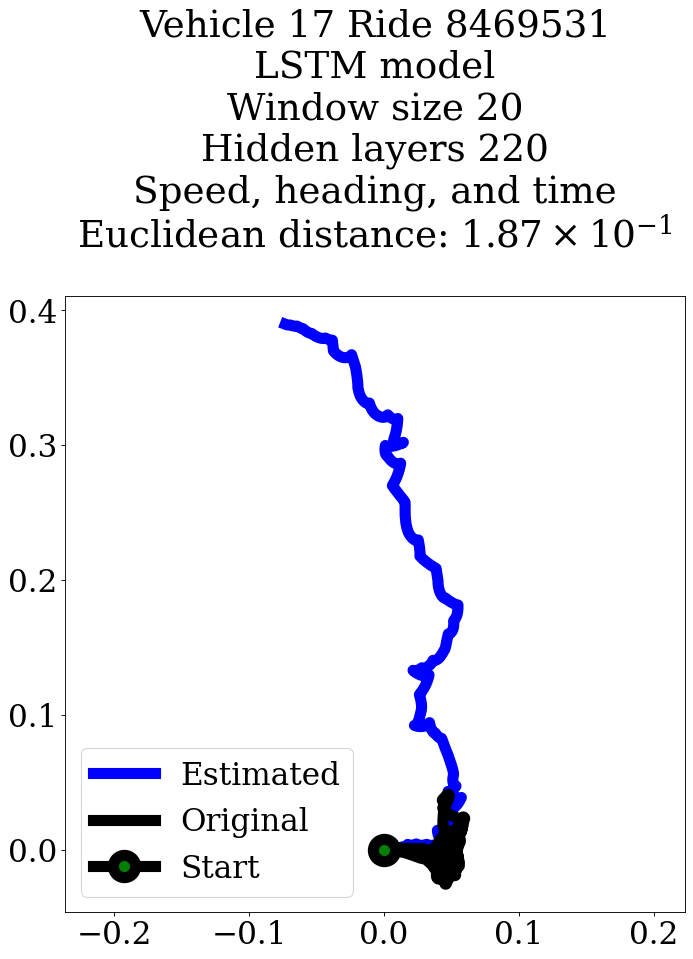 Vehicle 17 Ride 8469531
LSTM model
Window size 20
Hidden layers 220
Speed, heading, and time
Euclidean distance: 1.87 × 10⁻¹
0.4
0.3
0.2
0.1
0.0
Estimated
Original
Start
−0.2 −0.1 0.0 0.1 0.2